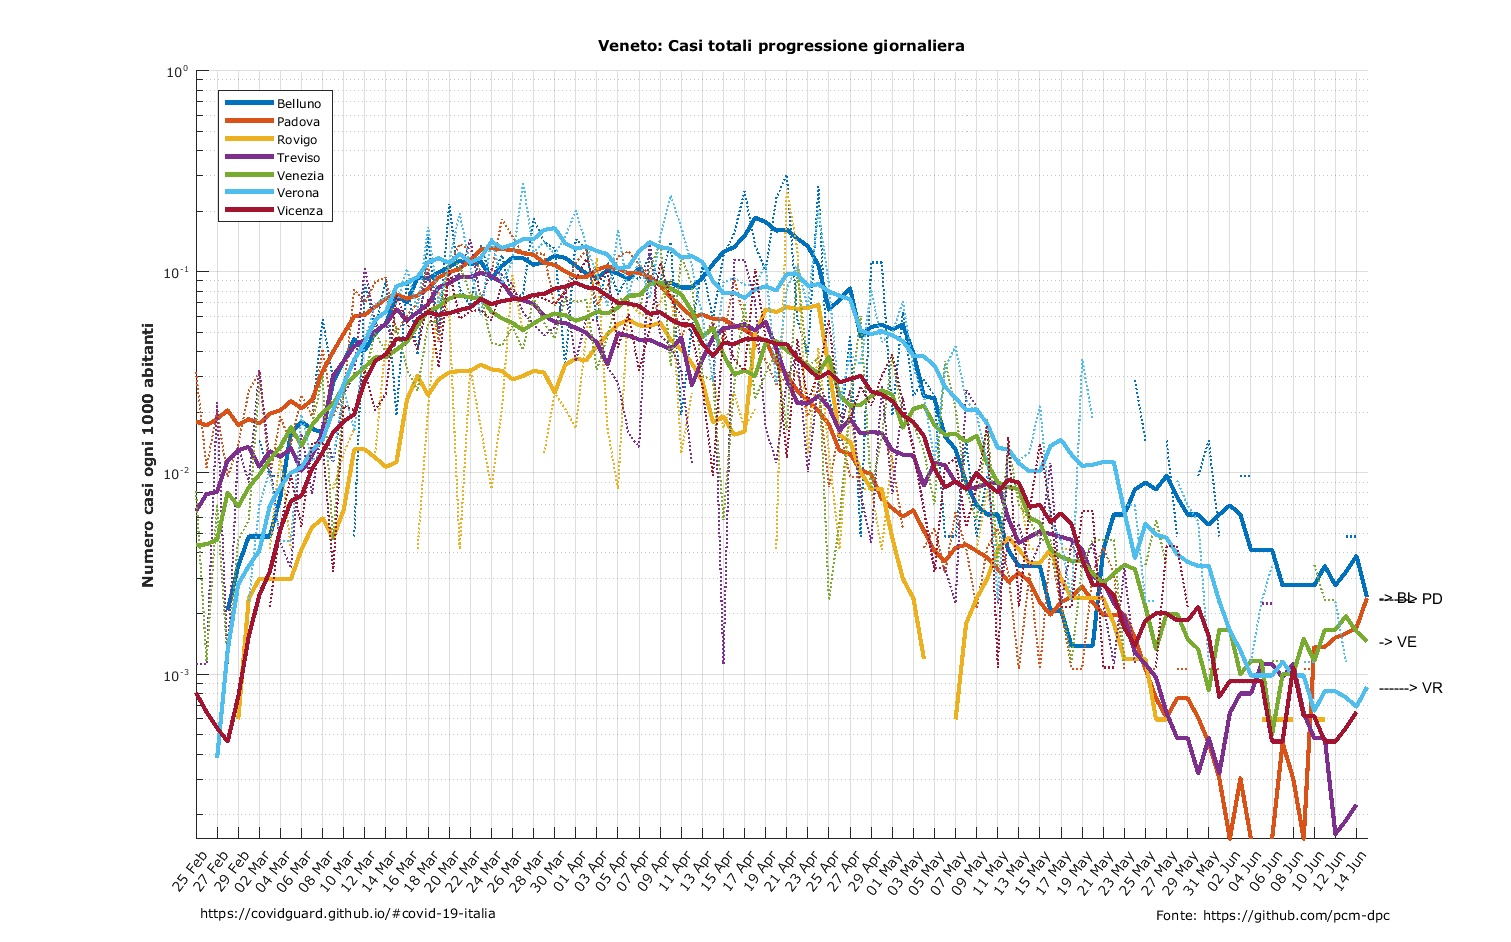 Veneto: Casi totali progressione giornaliera
10^0
10^-1
10^-2
10^-3
Numero casi ogni 1000 abitanti
Belluno
Padova
Rovigo
Treviso
Venezia
Verona
Vicenza
-> BL
------> PD
-> VE
------> VR
25 Feb
27 Feb
29 Feb
02 Mar
04 Mar
06 Mar
08 Mar
10 Mar
12 Mar
14 Mar
16 Mar
18 Mar
20 Mar
22 Mar
24 Mar
26 Mar
28 Mar
30 Mar
01 Apr
03 Apr
05 Apr
07 Apr
09 Apr
11 Apr
13 Apr
15 Apr
17 Apr
19 Apr
21 Apr
23 Apr
25 Apr
27 Apr
29 Apr
01 May
03 May
05 May
07 May
09 May
11 May
13 May
15 May
17 May
19 May
21 May
23 May
25 May
27 May
29 May
31 May
02 Jun
04 Jun
06 Jun
08 Jun
10 Jun
12 Jun
14 Jun
https://covidguard.github.io/#covid-19-italia
Fonte: https://github.com/pcm-dpc